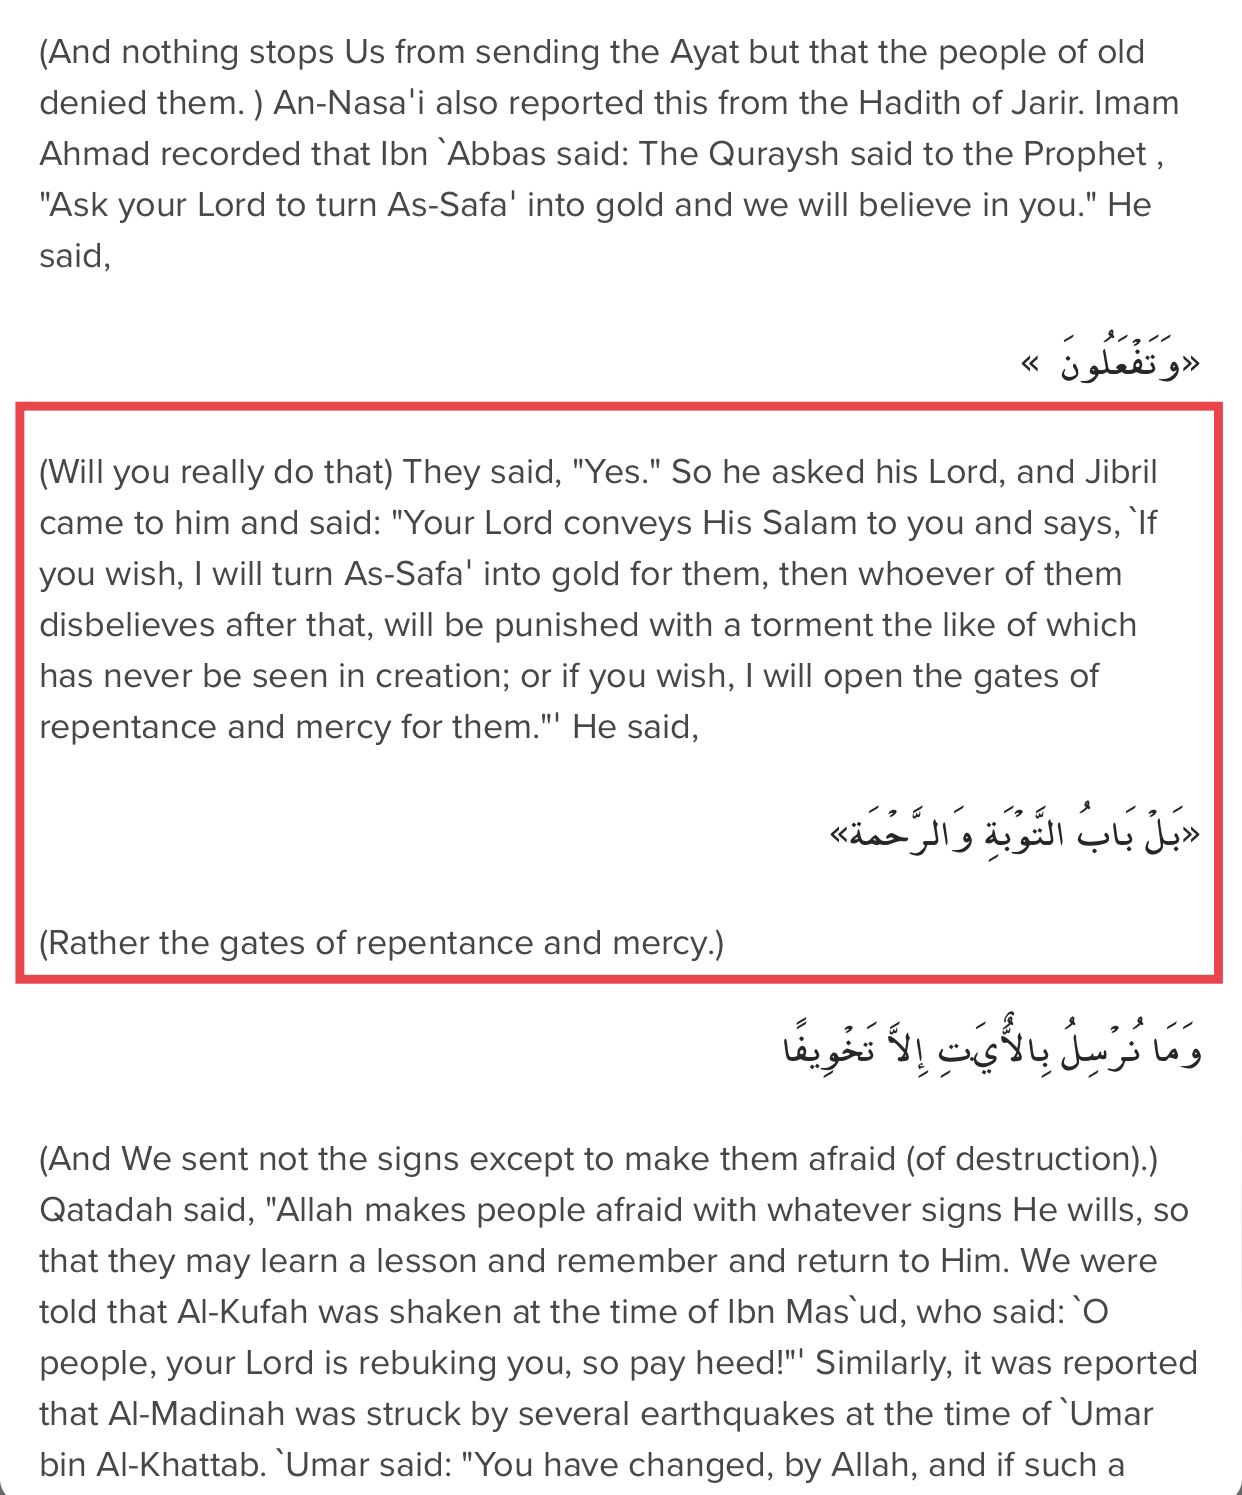 (And nothing stops Us from sending the Ayat but that the people of old
denied them. ) An-Nasa'i also reported this from the Hadith of Jarir. Imam
Ahmad recorded that Ibn `Abbas said: The Quraysh said to the Prophet ,
"Ask your Lord to turn As-Safa' into gold and we will believe in you." He
said,
«وَتَفْعَلُونَ »
(Will you really do that) They said, "Yes." So he asked his Lord, and Jibril
came to him and said: "Your Lord conveys His Salam to you and says, `If
you wish, I will turn As-Safa' into gold for them, then whoever of them
disbelieves after that, will be punished with a torment the like of which
has never be seen in creation; or if you wish, I will open the gates of
repentance and mercy for them."' He said,
«بَلْ بَابُ التَّوْبَةِ وَالرَّحْمَة»
(Rather the gates of repentance and mercy.)
وَمَا نُرْسِلُ بِالاٌّيَـتِ إِلاَّ تَخْوِيفًا
(And We sent not the signs except to make them afraid (of destruction).)
Qatadah said, "Allah makes people afraid with whatever signs He wills, so
that they may learn a lesson and remember and return to Him. We were
told that Al-Kufah was shaken at the time of Ibn Mas`ud, who said: `O
people, your Lord is rebuking you, so pay heed!"' Similarly, it was reported
that Al-Madinah was struck by several earthquakes at the time of `Umar
bin Al-Khattab. `Umar said: "You have changed, by Allah, and if such a